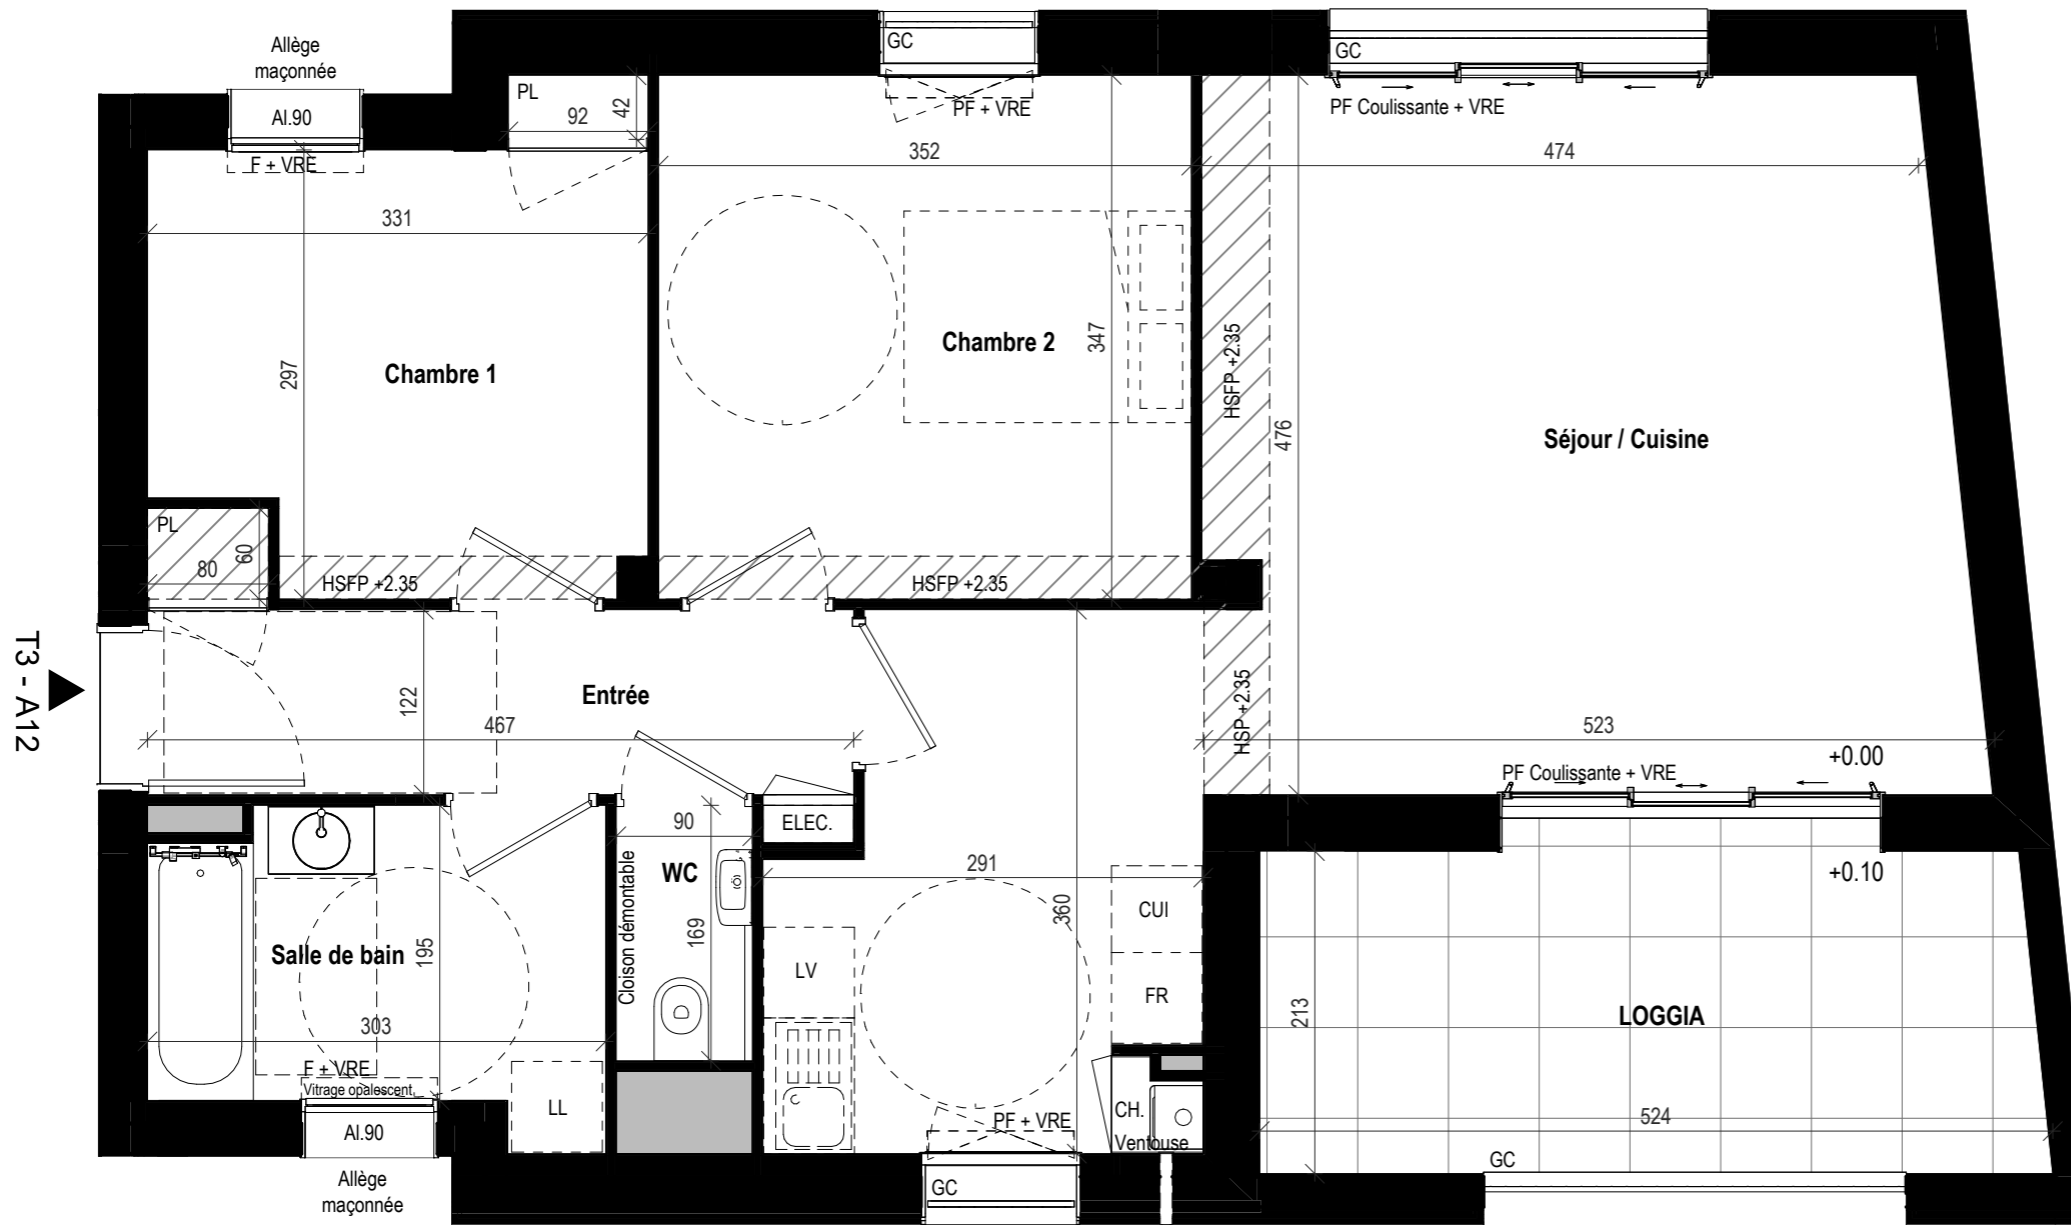 Allège
maçonnée
Al.90
F + VRE
PL
92
42
GC
PF + VRE
GC
PF Coulissante + VRE
331
352
474
297
Chambre 1
347
Chambre 2
HSFP +2.35
476
Séjour / Cuisine
PL
60
80
HSFP +2.35
HSFP +2.35
T3 - A12
122
Entrée
467
HSP +2.35
523
+0.00
PF Coulissante + VRE
ELEC.
90
WC
Cloison démontable
169
291
360
CUI
FR
LV
+0.10
Salle de bain
195
303
F + VRE
Vitrage opalescent
LL
Al.90
Allège
maçonnée
213
LOGGIA
524
PF + VRE
CH.
Ventouse
GC
GC